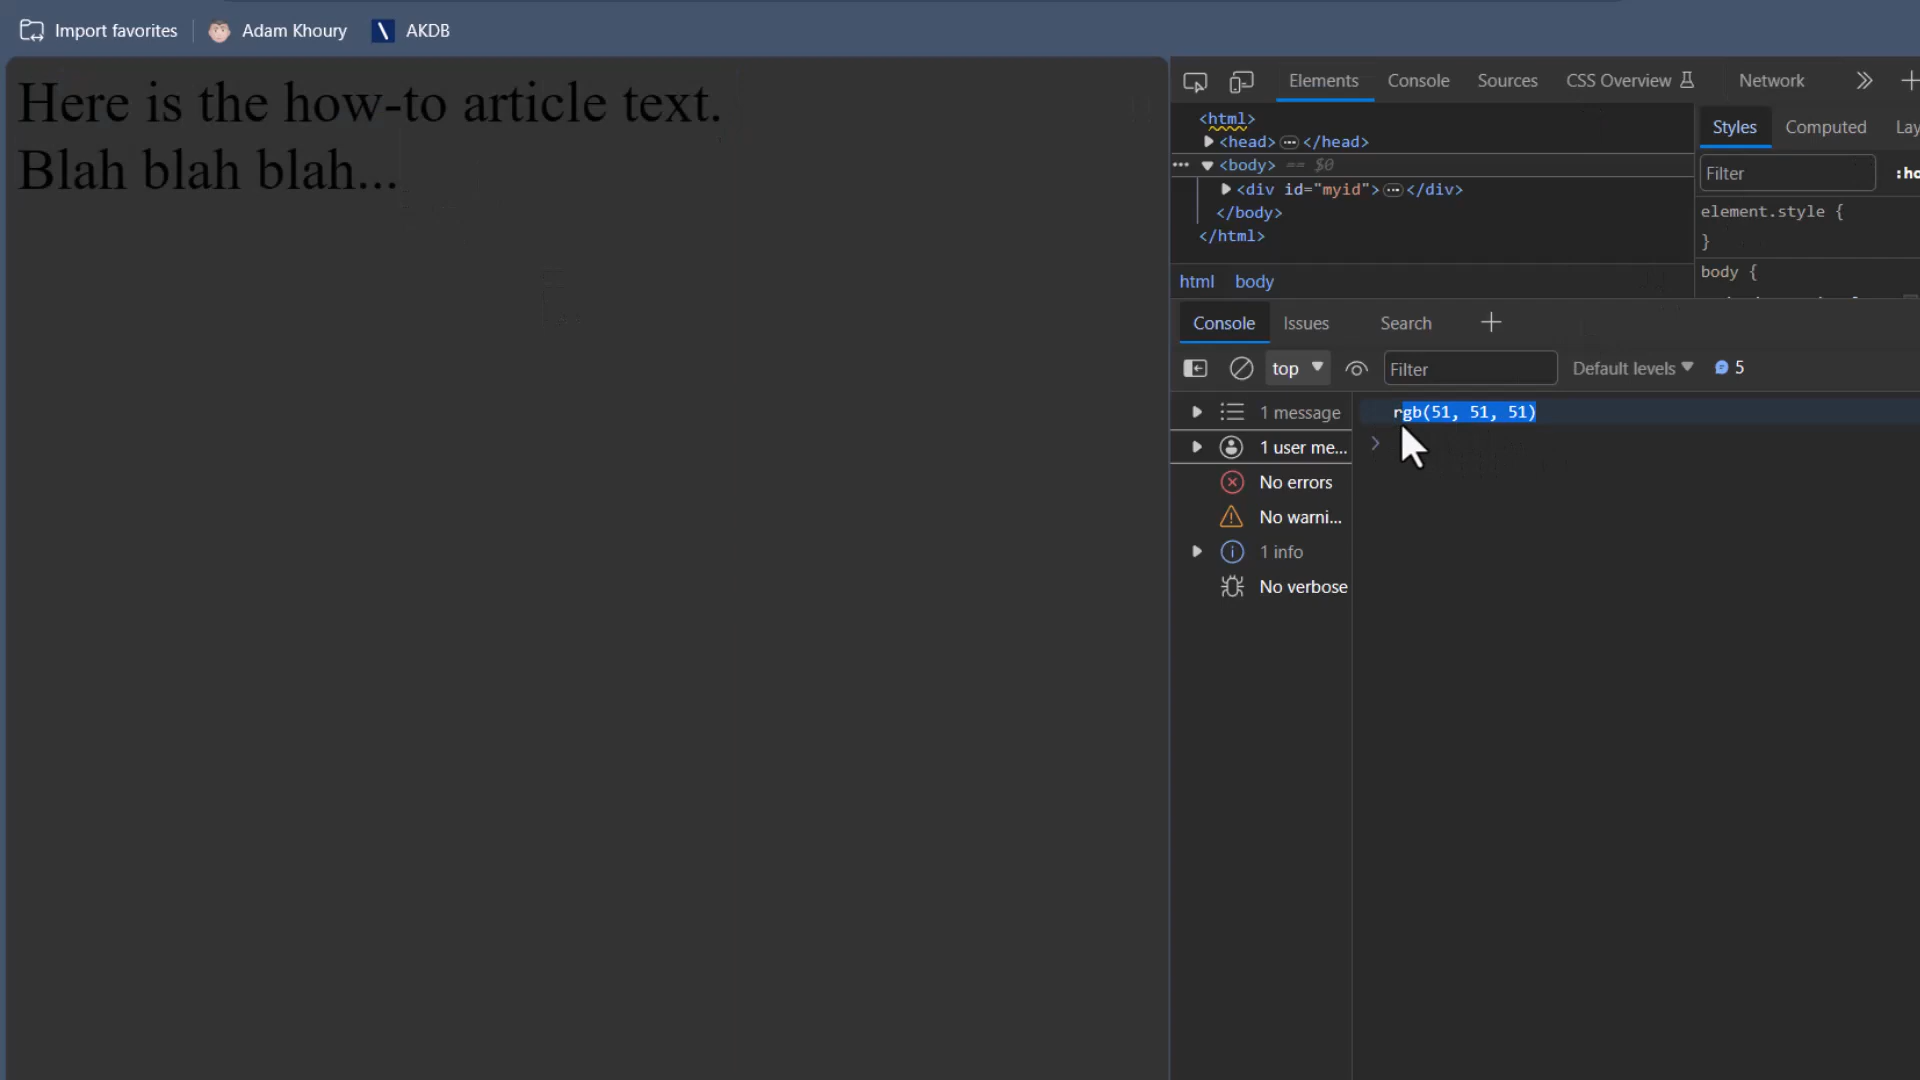 Import favorites Adam Khoury AKDB
Here is the how-to article text.
Blah blah blah...
Elements Console Sources CSS Overview Network
<html>
<head> ... </head>
... <body> == $0
<div id="myid"> ... </div>
</body>
</html>
html body
Styles Computed Lay
Filter :ho
element.style {
}
body {
Console Issues Search
top Filter Default levels 5
1 message
1 user me...
No errors
No warni...
1 info
No verbose
rgb(51, 51, 51)
>